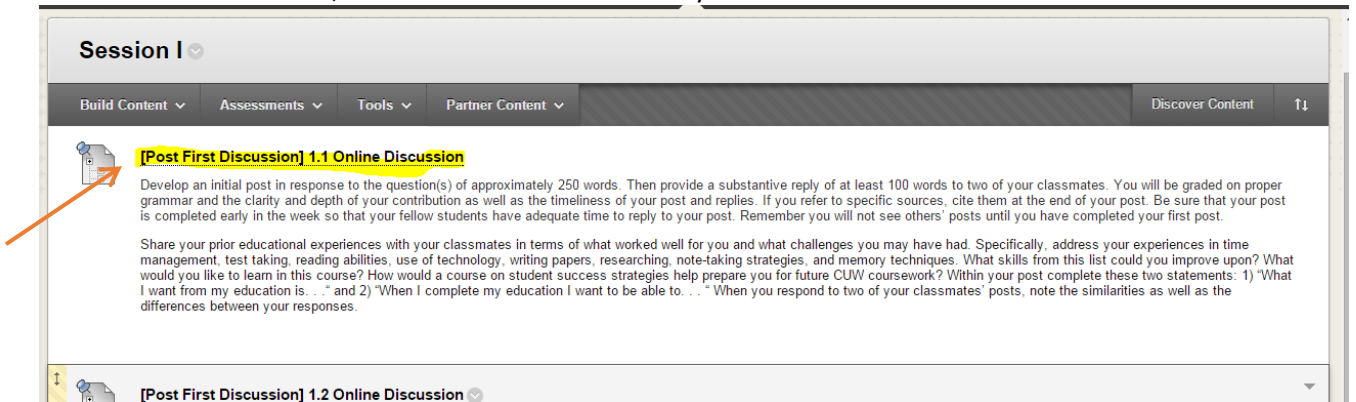 Session I
Build Content Assessments Tools Partner Content Discover Content
[Post First Discussion] 1.1 Online Discussion
Develop an initial post in response to the question(s) of approximately 250 words. Then provide a substantive reply of at least 100 words to two of your classmates. You will be graded on proper
grammar and the clarity and depth of your contribution as well as the timeliness of your post and replies. If you refer to specific sources, cite them at the end of your post. Be sure that your post
is completed early in the week so that your fellow students have adequate time to reply to your post. Remember you will not see others' posts until you have completed your first post.
Share your prior educational experiences with your classmates in terms of what worked well for you and what challenges you may have had. Specifically, address your experiences in time
management, test taking, reading abilities, use of technology, writing papers, researching, note-taking strategies, and memory techniques. What skills from this list could you improve upon? What
would you like to learn in this course? How would a course on student success strategies help prepare you for future CUW coursework? Within your post complete these two statements: 1) “What
I want from my education is. . .“ and 2) “When I complete my education I want to be able to. . . “ When you respond to two of your classmates' posts, note the similarities as well as the
differences between your responses.
[Post First Discussion] 1.2 Online Discussion